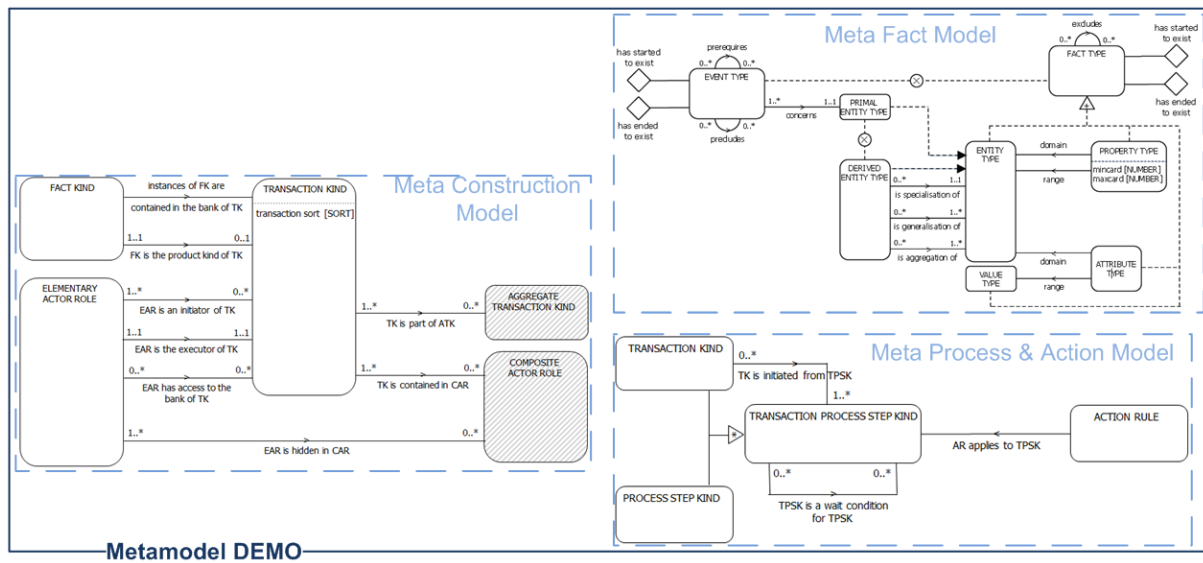 Meta Fact Model
has started
to exist
has ended
to exist
prerequires
0..* 0..*
EVENT TYPE
0..* 0..*
precludes
1..* 1..1
concerns
PRIMAL
ENTITY TYPE
excludes
0..* 0..*
FACT TYPE
has started
to exist
has ended
to exist
DERIVED
ENTITY TYPE
0..* 1..1
is specialisation of
0..* 1..*
is generalisation of
0..* 1..*
is aggregation of
ENTITY
TYPE
domain
range
PROPERTY TYPE
mincard [NUMBER]
maxcard [NUMBER]
domain
range
VALUE
TYPE
ATTRIBUTE
TYPE
Meta Construction
Model
FACT KIND
instances of FK are
contained in the bank of TK
1..1 0..1
FK is the product kind of TK
TRANSACTION KIND
transaction sort [SORT]
ELEMENTARY
ACTOR ROLE
1..* 0..*
EAR is an initiator of TK
1..1 1..1
EAR is the executor of TK
0..* 0..*
EAR has access to the
bank of TK
1..* 0..*
EAR is hidden in CAR
1..* 0..*
TK is part of ATK
AGGREGATE
TRANSACTION KIND
1..* 0..*
TK is contained in CAR
COMPOSITE
ACTOR ROLE
Meta Process & Action Model
TRANSACTION KIND
0..*
TK is initiated from TPSK
1..*
TRANSACTION PROCESS STEP KIND
0..* 0..*
TPSK is a wait condition
for TPSK
AR applies to TPSK
ACTION RULE
PROCESS STEP KIND
Metamodel DEMO